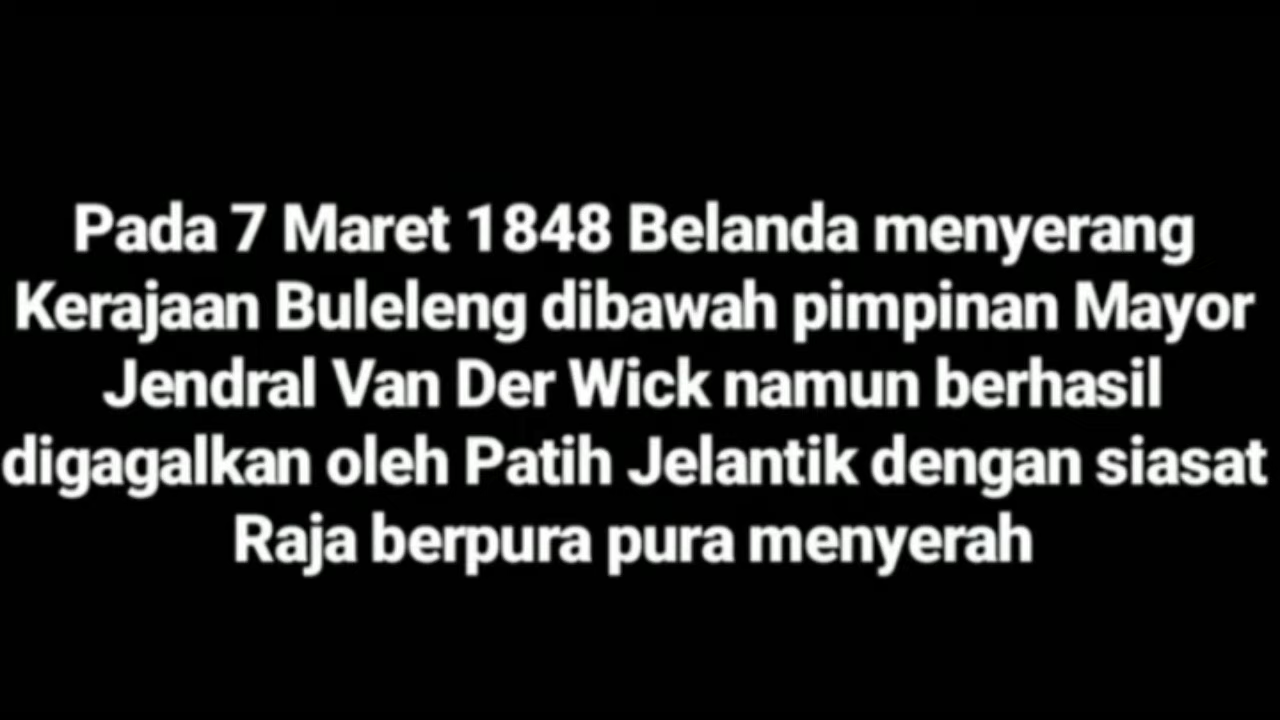 Pada 7 Maret 1848 Belanda menyerang
Kerajaan Buleleng dibawah pimpinan Mayor
Jendral Van Der Wick namun berhasil
digagalkan oleh Patih Jelantik dengan siasat
Raja berpura pura menyerah